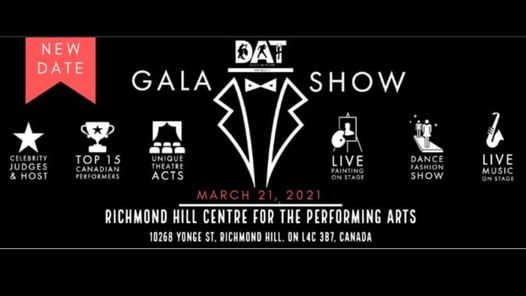 NEW
DATE
DAT
GALA SHOW
CELEBRITY
JUDGES
& HOST
TOP 15
CANADIAN
PERFORMERS
UNIQUE
THEATRE
ACTS
LIVE
PAINTING
ON STAGE
DANCE
FASHION
SHOW
LIVE
MUSIC
ON STAGE
MARCH 21, 2021
RICHMOND HILL CENTRE FOR THE PERFORMING ARTS
10268 YONGE ST, RICHMOND HILL, ON L4C 3B7, CANADA